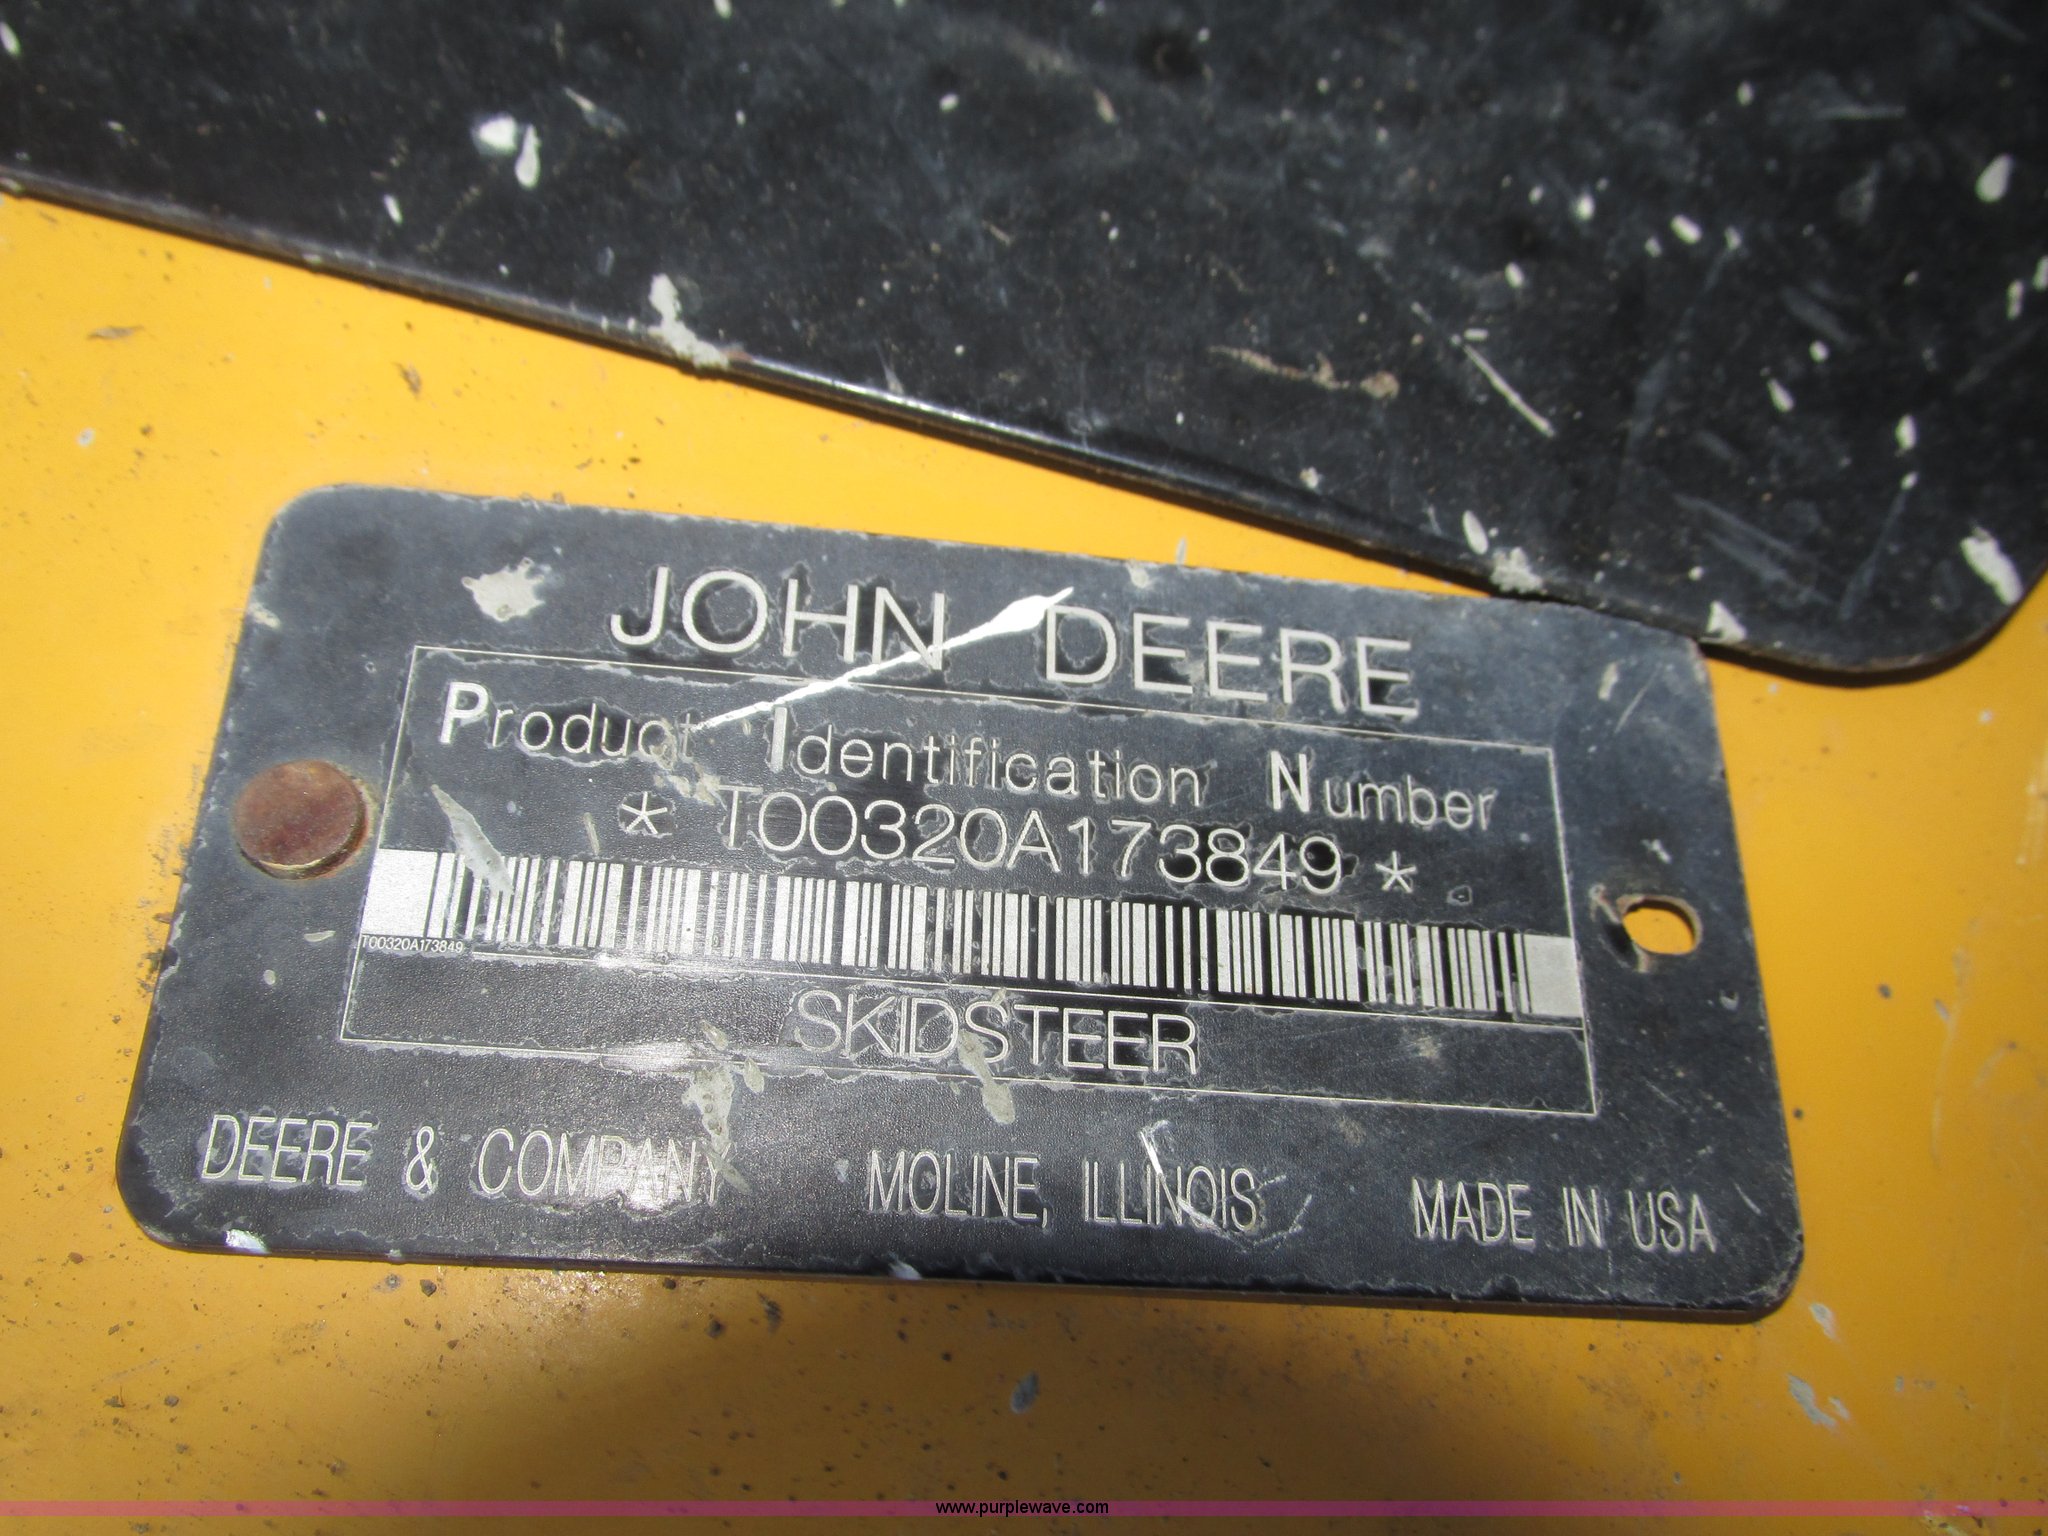 JOHN DEERE
Product Identification Number
* T00320A173849 *
T00320A173849
SKIDSTEER
DEERE & COMPANY MOLINE, ILLINOIS MADE IN USA
www.purplewave.com